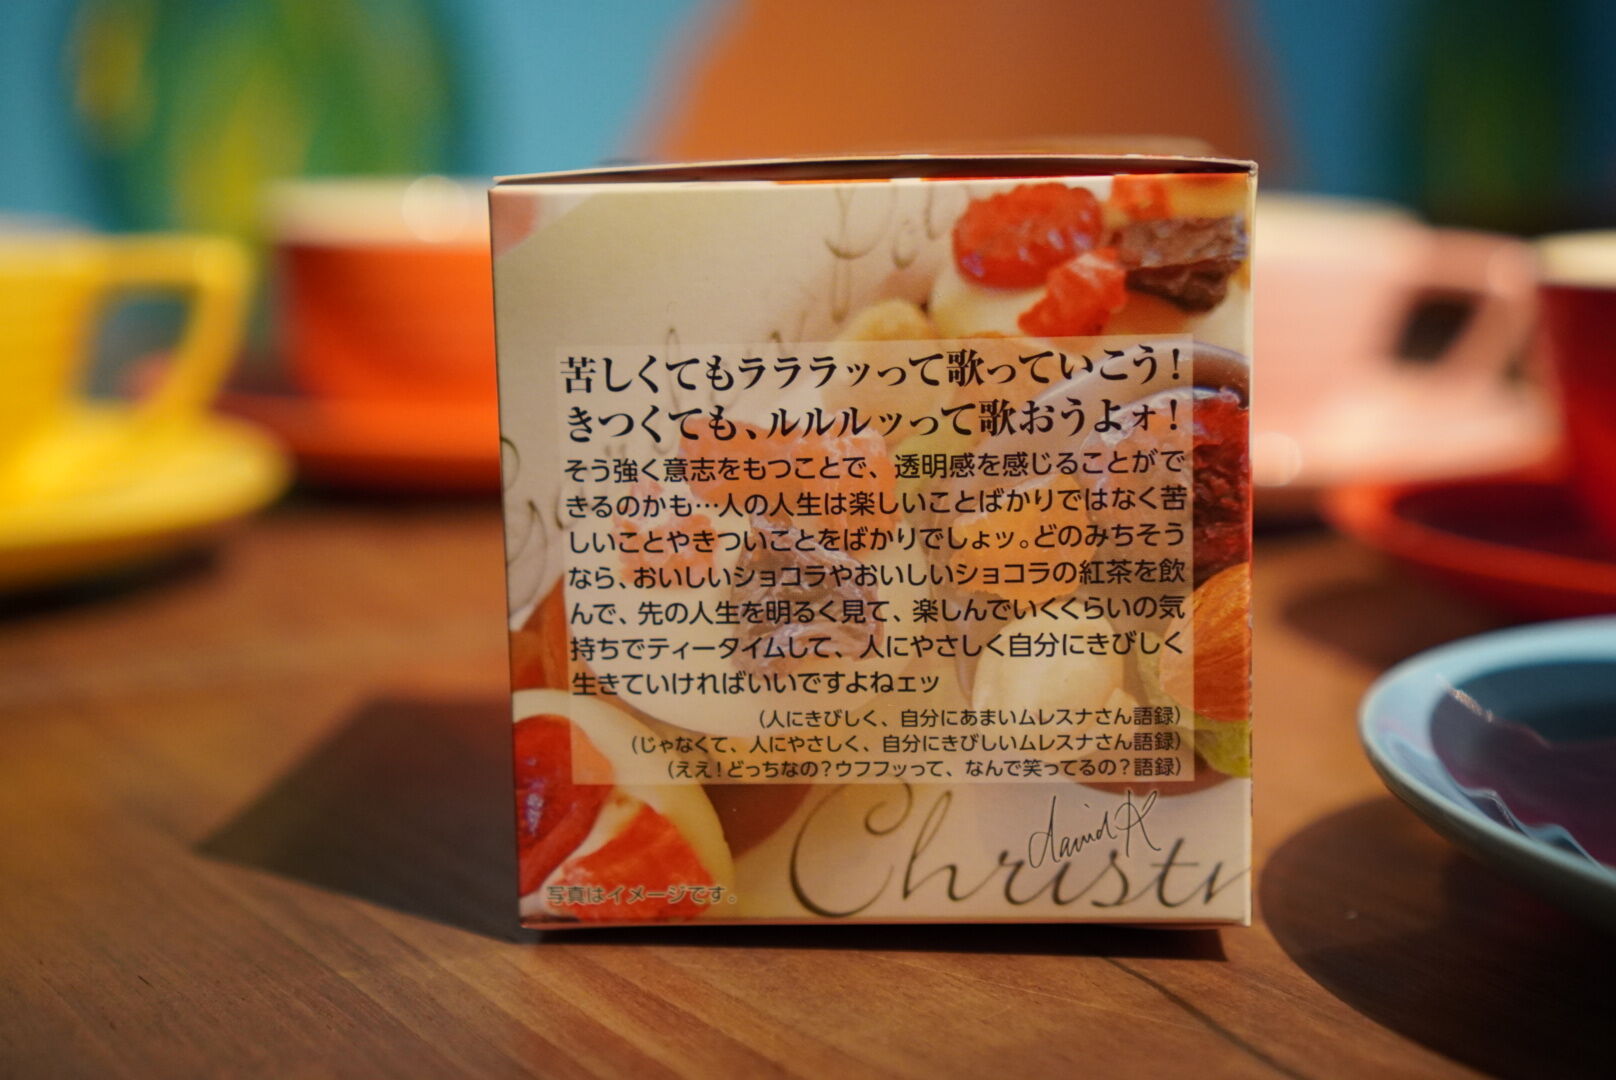 苦しくてもラララッって歌っていこう！
きつくても、ルルルッって歌おうよォ！
そう強く意志をもつことで、透明感を感じることがで
きるのかも…人の人生は楽しいことばかりではなく苦
しいことやきついことをばかりでしょッ。どのみちそう
なら、おいしいショコラやおいしいショコラの紅茶を飲
んで、先の人生を明るく見て、楽しんでいくくらいの気
持ちでティータイムして、人にやさしく自分にきびしく
生きていければいいですよねェッ
（人にきびしく、自分にあまいムレスナさん語録）
（じゃなくて、人にやさしく、自分にきびしいムレスナさん語録）
（ええ！どっちなの？ウフフッって、なんで笑ってるの？語録）
david K
Christ
写真はイメージです。